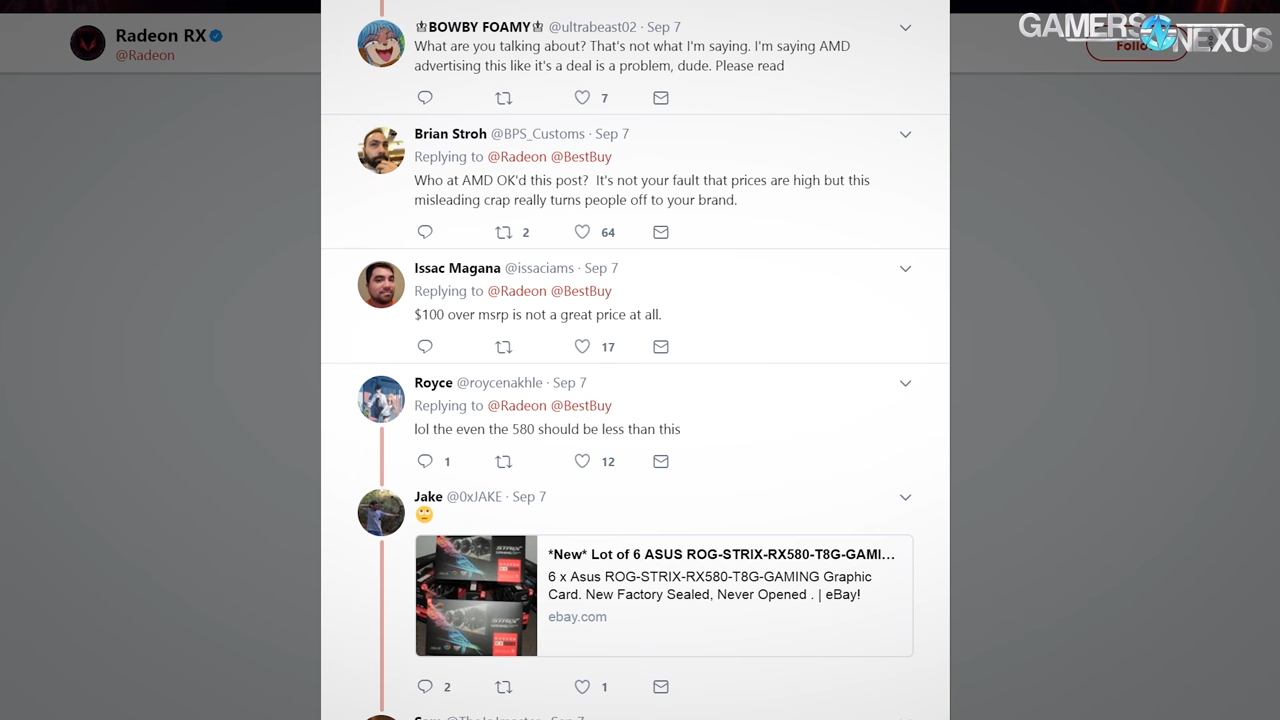 Radeon RX
@Radeon
GAMERS NEXUS
♔BOWBY FOAMY♔ @ultrabeast02 · Sep 7
What are you talking about? That's not what I'm saying. I'm saying AMD
advertising this like it's a deal is a problem, dude. Please read
7
Brian Stroh @BPS_Customs · Sep 7
Replying to @Radeon @BestBuy
Who at AMD OK'd this post?  It's not your fault that prices are high but this
misleading crap really turns people off to your brand.
2 64
Issac Magana @issaciams · Sep 7
Replying to @Radeon @BestBuy
$100 over msrp is not a great price at all.
17
Royce @roycenakhle · Sep 7
Replying to @Radeon @BestBuy
lol the even the 580 should be less than this
1 12
Jake @0xJAKE · Sep 7
🙄
*New* Lot of 6 ASUS ROG-STRIX-RX580-T8G-GAMI...
6 x Asus ROG-STRIX-RX580-T8G-GAMING Graphic
Card. New Factory Sealed, Never Opened . | eBay!
ebay.com
2 1